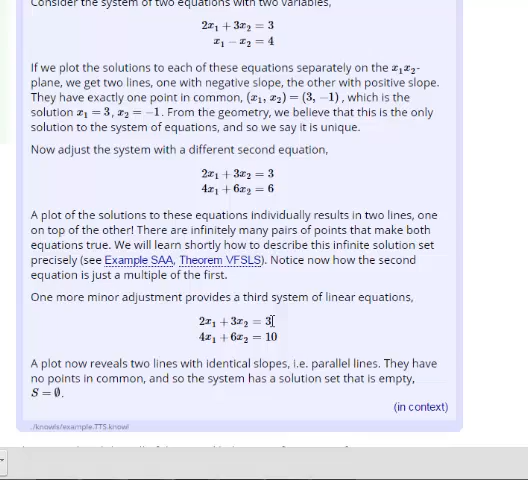 Consider the system of two equations with two variables,
2x₁ + 3x₂ = 3
x₁ − x₂ = 4
If we plot the solutions to each of these equations separately on the x₁x₂-
plane, we get two lines, one with negative slope, the other with positive slope.
They have exactly one point in common, (x₁, x₂) = (3, −1), which is the
solution x₁ = 3, x₂ = −1. From the geometry, we believe that this is the only
solution to the system of equations, and so we say it is unique.
Now adjust the system with a different second equation,
2x₁ + 3x₂ = 3
4x₁ + 6x₂ = 6
A plot of the solutions to these equations individually results in two lines, one
on top of the other! There are infinitely many pairs of points that make both
equations true. We will learn shortly how to describe this infinite solution set
precisely (see Example SAA, Theorem VFSLS). Notice now how the second
equation is just a multiple of the first.
One more minor adjustment provides a third system of linear equations,
2x₁ + 3x₂ = 3
4x₁ + 6x₂ = 10
A plot now reveals two lines with identical slopes, i.e. parallel lines. They have
no points in common, and so the system has a solution set that is empty,
S = ∅.
(in context)
./knowls/example.TTS.knowl